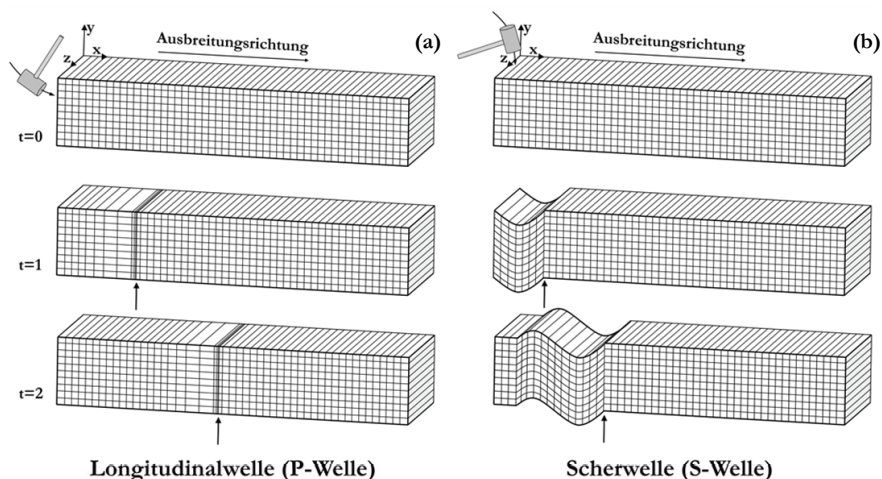 Ausbreitungsrichtung
(a)
y
x
z
t=0
t=1
t=2
Longitudinalwelle (P-Welle)
Ausbreitungsrichtung
(b)
y
x
z
Scherwelle (S-Welle)